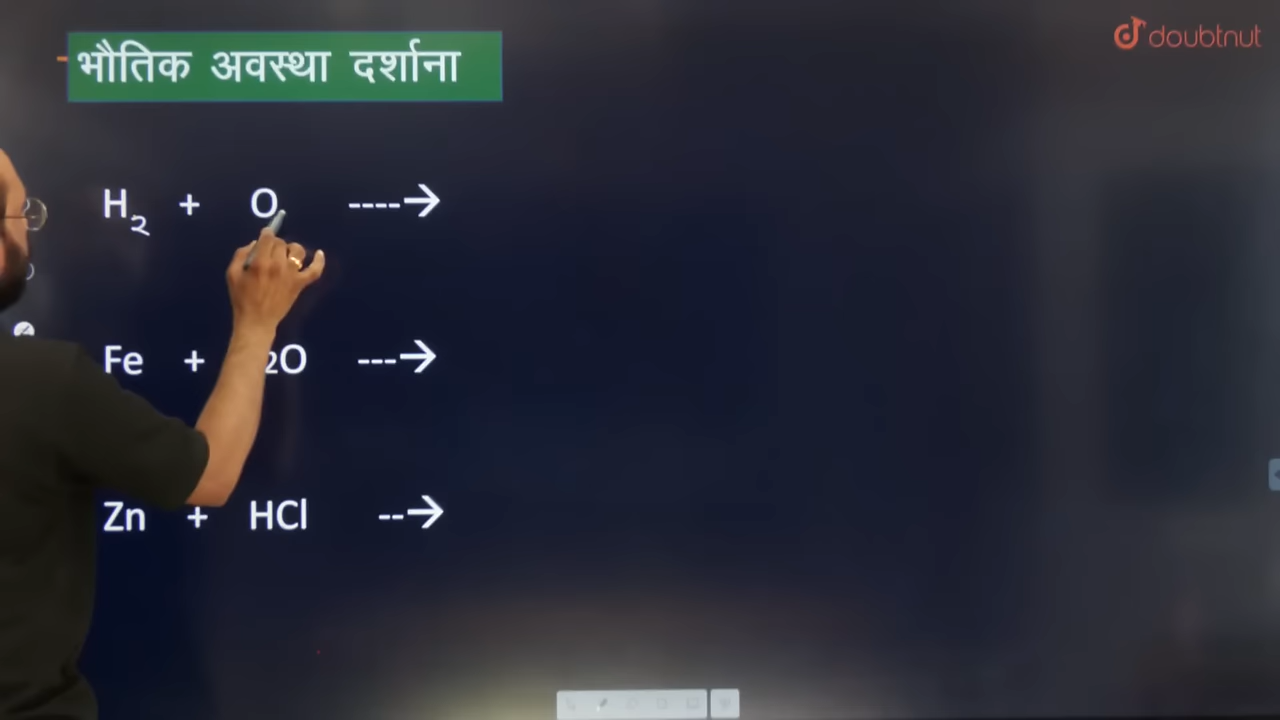 भौतिक अवस्था दर्शाना
doubtnut
H₂ + O ---->
Fe + ₂O --->
Zn + HCl -->